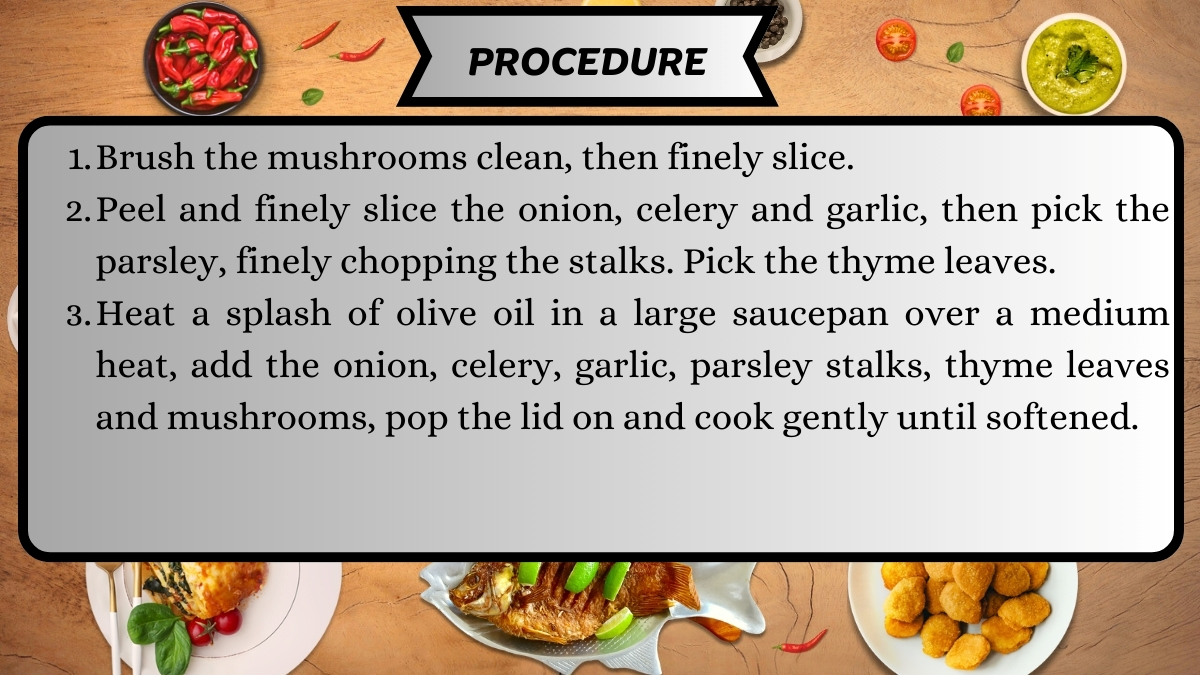 PROCEDURE
1. Brush the mushrooms clean, then finely slice.
2. Peel and finely slice the onion, celery and garlic, then pick the
parsley, finely chopping the stalks. Pick the thyme leaves.
3. Heat a splash of olive oil in a large saucepan over a medium
heat, add the onion, celery, garlic, parsley stalks, thyme leaves
and mushrooms, pop the lid on and cook gently until softened.